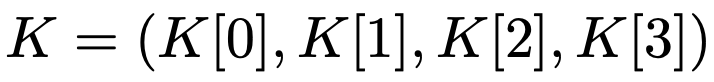 K = (K[0], K[1], K[2], K[3])